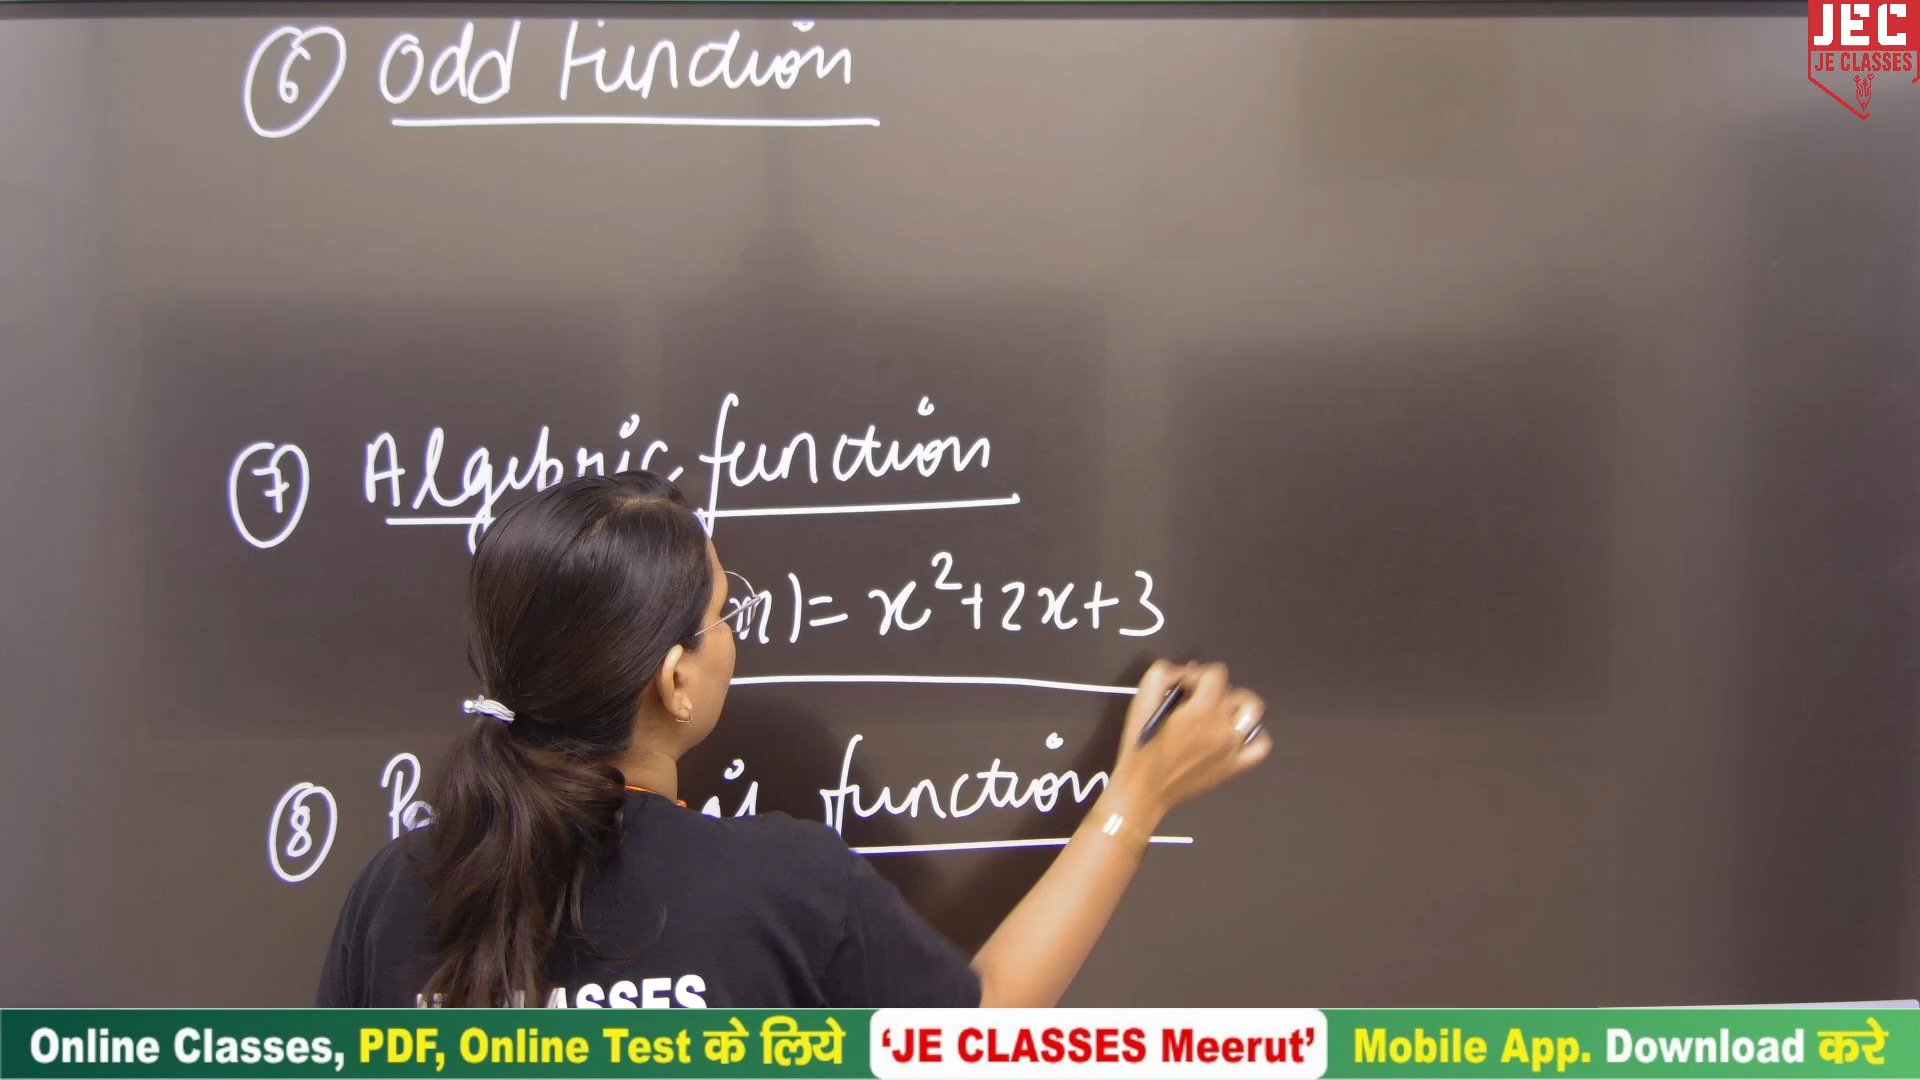 JEC
JE CLASSES
6 Odd Function
7 Algebric function
= x²+2x+3
8 function
CLASSES
Online Classes, PDF, Online Test के लिये 'JE CLASSES Meerut' Mobile App. Download करे